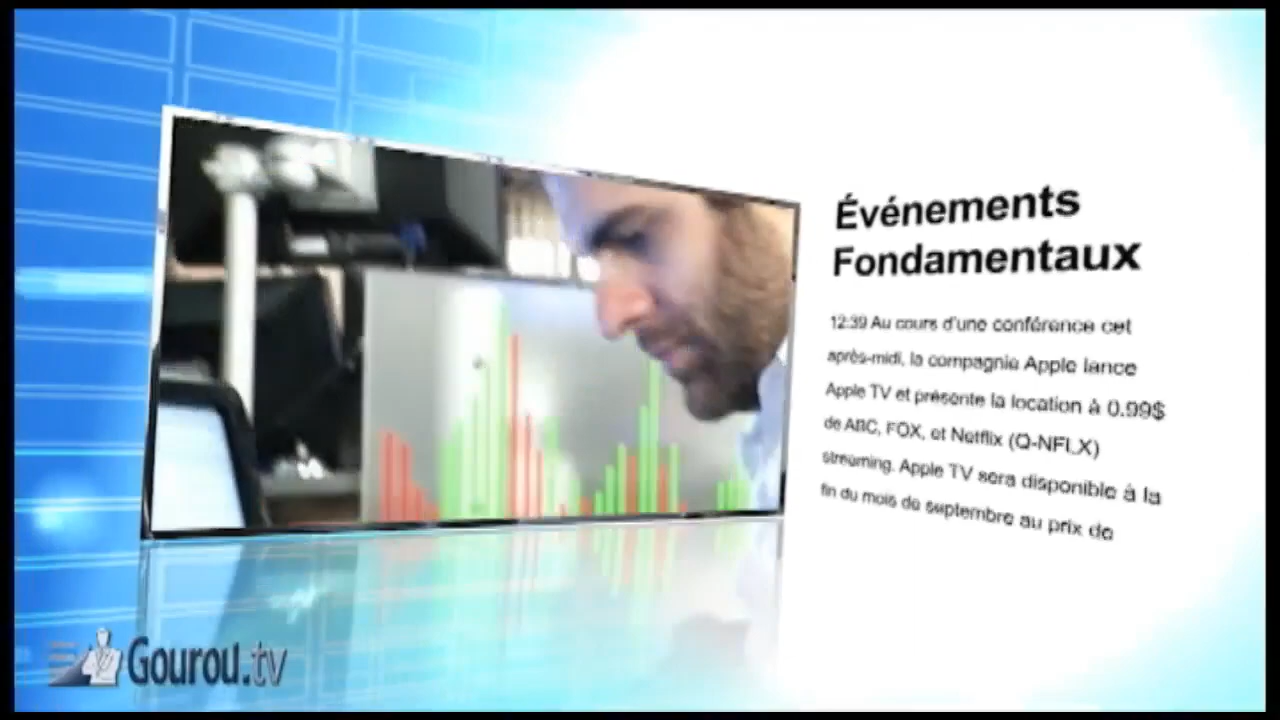 Événements
Fondamentaux
12:39 Au cours d'une conférence cet
après-midi, la compagnie Apple lance
Apple TV et présente la location à 0.99$
de ABC, FOX, et Netflix (Q-NFLX)
streaming. Apple TV sera disponible à la
fin du mois de septembre au prix de
Gourou.tv